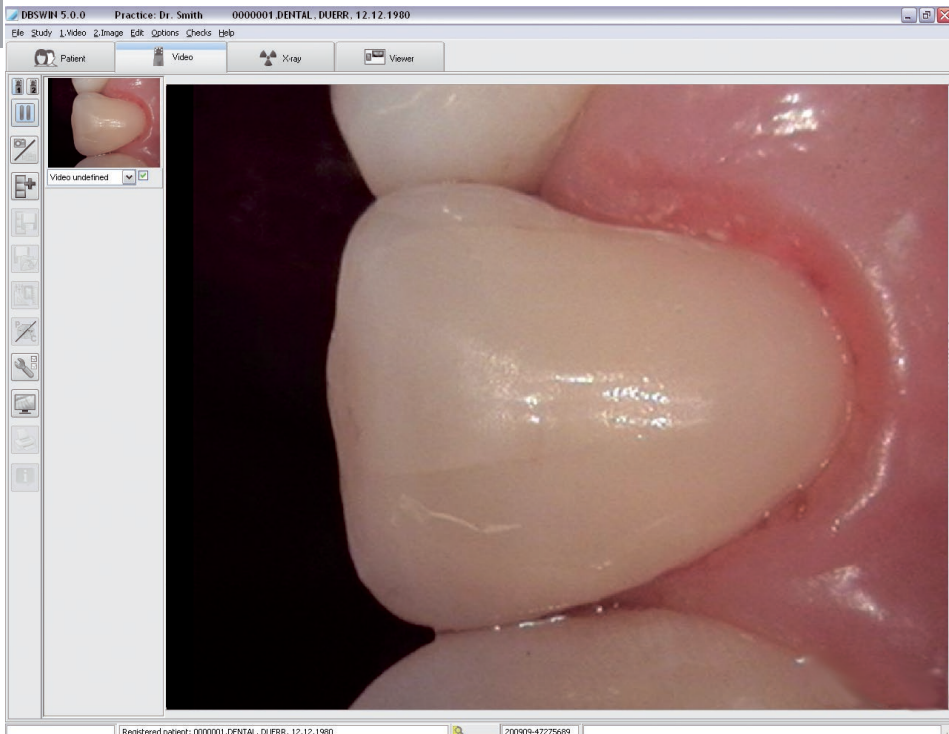 DBSWIN 5.0.0 Practice: Dr. Smith 0000001,DENTAL, DUERR, 12.12.1980
File Study 1.Video 2.Image Edit Options Checks Help
Patient Video X-ray Viewer
1 2
Video undefined
Registered patient: 0000001,DENTAL, DUERR, 12.12.1980 200909-47275689